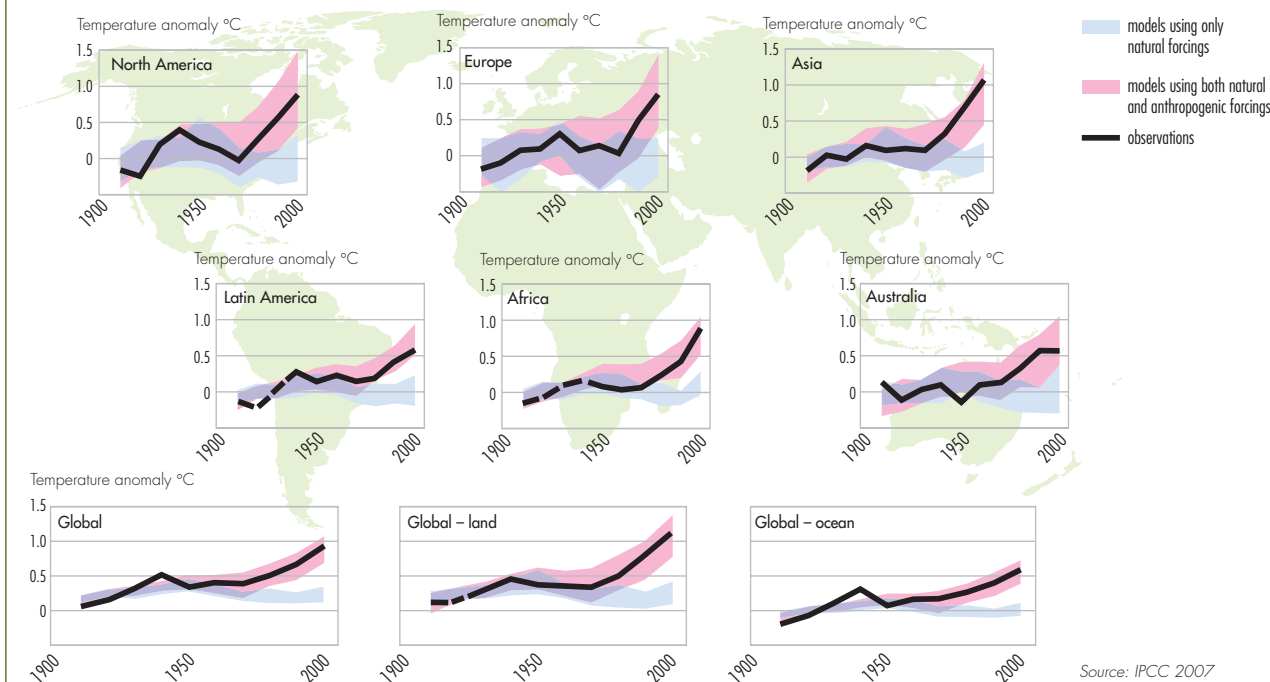 Temperature anomaly °C
1.5
1.0
0.5
0
North America
1900
1950
2000
Temperature anomaly °C
1.5
1.0
0.5
0
Europe
1900
1950
2000
Temperature anomaly °C
1.5
1.0
0.5
0
Asia
1900
1950
2000
models using only
natural forcings
models using both natural
and anthropogenic forcings
observations
Temperature anomaly °C
1.5
1.0
0.5
0
Latin America
1900
1950
2000
Temperature anomaly °C
1.5
1.0
0.5
0
Africa
1900
1950
2000
Temperature anomaly °C
1.5
1.0
0.5
0
Australia
1900
1950
2000
Temperature anomaly °C
1.5
1.0
0.5
0
Global
1900
1950
2000
Global – land
1900
1950
2000
Global – ocean
1900
1950
2000
Source: IPCC 2007